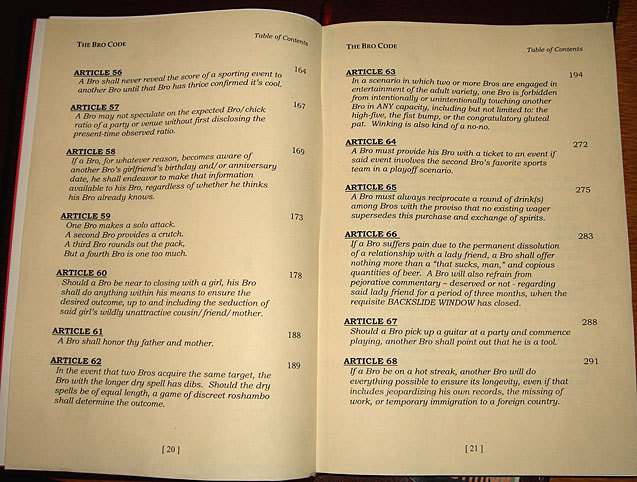 THE BRO CODE
Table of Contents
ARTICLE 56 164
A Bro shall never reveal the score of a sporting event to
another Bro until that Bro has thrice confirmed it's cool.
ARTICLE 57 167
A Bro may not speculate on the expected Bro/chick
ratio of a party or venue without first disclosing the
present-time observed ratio.
ARTICLE 58 169
If a Bro, for whatever reason, becomes aware of
another Bro's girlfriend's birthday and/or anniversary
date, he shall endeavor to make that information
available to his Bro, regardless of whether he thinks
his Bro already knows.
ARTICLE 59 173
One Bro makes a solo attack.
A second Bro provides a crutch.
A third Bro rounds out the pack,
But a fourth Bro is one too much.
ARTICLE 60 178
Should a Bro be near to closing with a girl, his Bro
shall do anything within his means to ensure the
desired outcome, up to and including the seduction of
said girl's wildly unattractive cousin/friend/mother.
ARTICLE 61 188
A Bro shall honor thy father and mother.
ARTICLE 62 189
In the event that two Bros acquire the same target, the
Bro with the longer dry spell has dibs. Should the dry
spells be of equal length, a game of discreet roshambo
shall determine the outcome.
[ 20 ]
THE BRO CODE
Table of Contents
ARTICLE 63 194
In a scenario in which two or more Bros are engaged in
entertainment of the adult variety, one Bro is forbidden
from intentionally or unintentionally touching another
Bro in ANY capacity, including but not limited to: the
high-five, the fist bump, or the congratulatory gluteal
pat. Winking is also kind of a no-no.
ARTICLE 64 272
A Bro must provide his Bro with a ticket to an event if
said event involves the second Bro's favorite sports
team in a playoff scenario.
ARTICLE 65 275
A Bro must always reciprocate a round of drink(s)
among Bros with the proviso that no existing wager
supersedes this purchase and exchange of spirits.
ARTICLE 66 283
If a Bro suffers pain due to the permanent dissolution
of a relationship with a lady friend, a Bro shall offer
nothing more than a "that sucks, man," and copious
quantities of beer. A Bro will also refrain from
pejorative commentary – deserved or not - regarding
said lady friend for a period of three months, when the
requisite BACKSLIDE WINDOW has closed.
ARTICLE 67 288
Should a Bro pick up a guitar at a party and commence
playing, another Bro shall point out that he is a tool.
ARTICLE 68 291
If a Bro be on a hot streak, another Bro will do
everything possible to ensure its longevity, even if that
includes jeopardizing his own records, the missing of
work, or temporary immigration to a foreign country.
[ 21 ]